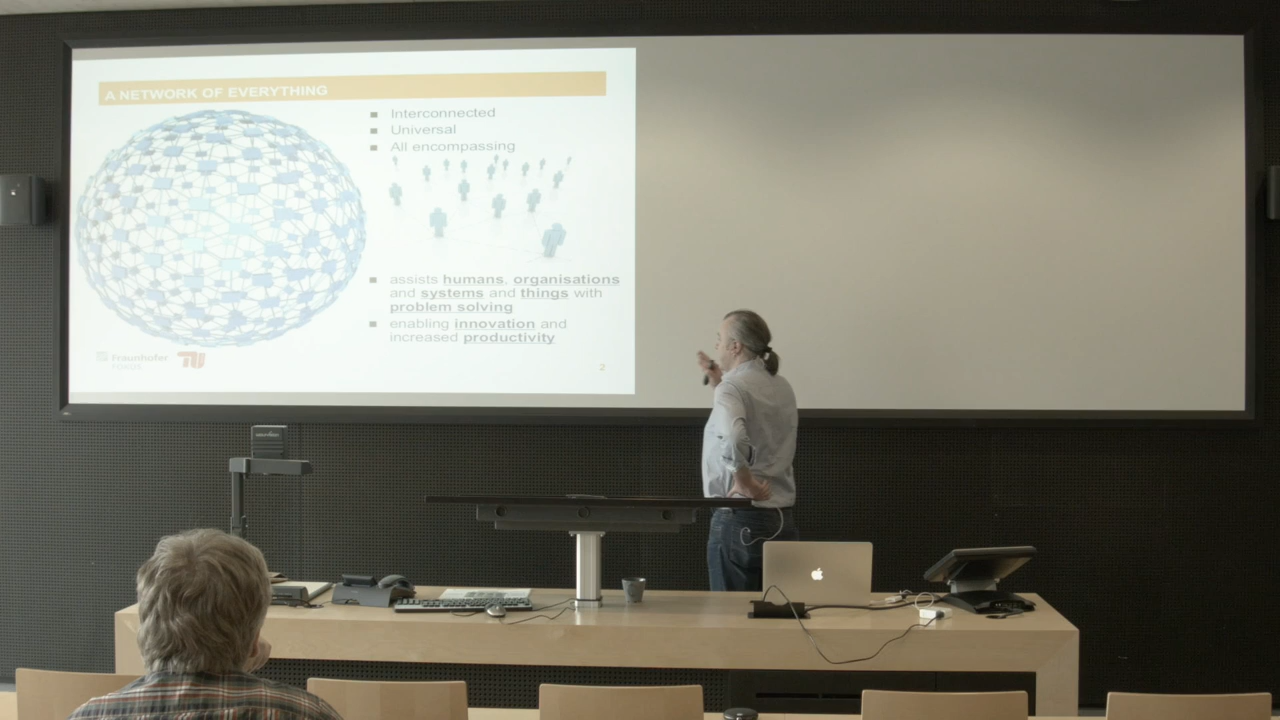 A NETWORK OF EVERYTHING
Interconnected
Universal
All encompassing
assists humans, organisations
and systems and things with
problem solving
enabling innovation and
increased productivity
Fraunhofer
FOKUS
2